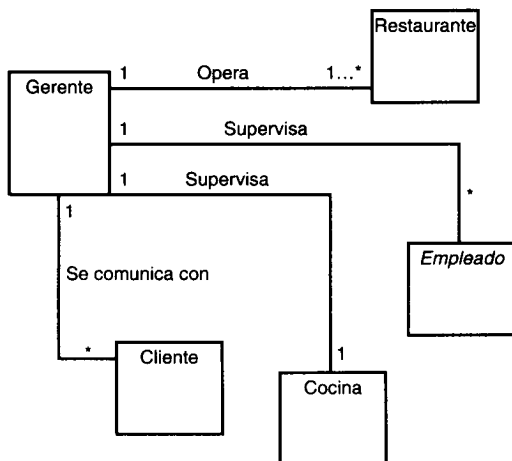 Restaurante
1 Opera 1...*
Gerente
1 Supervisa
1 Supervisa
*
1
Empleado
Se comunica con
* Cliente
1
Cocina